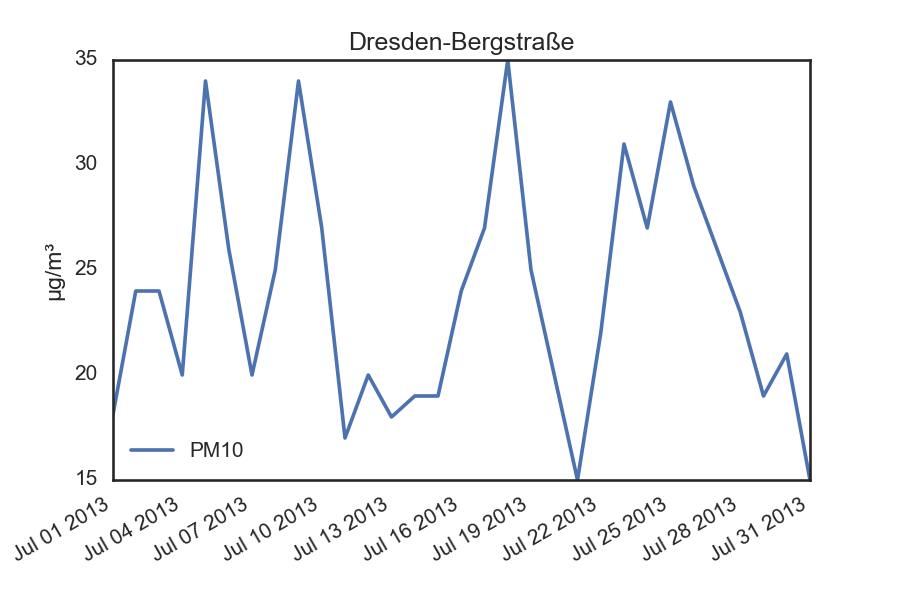 Dresden-Bergstraße
35
30
25
20
15
µg/m³
PM10
Jul 01 2013
Jul 04 2013
Jul 07 2013
Jul 10 2013
Jul 13 2013
Jul 16 2013
Jul 19 2013
Jul 22 2013
Jul 25 2013
Jul 28 2013
Jul 31 2013